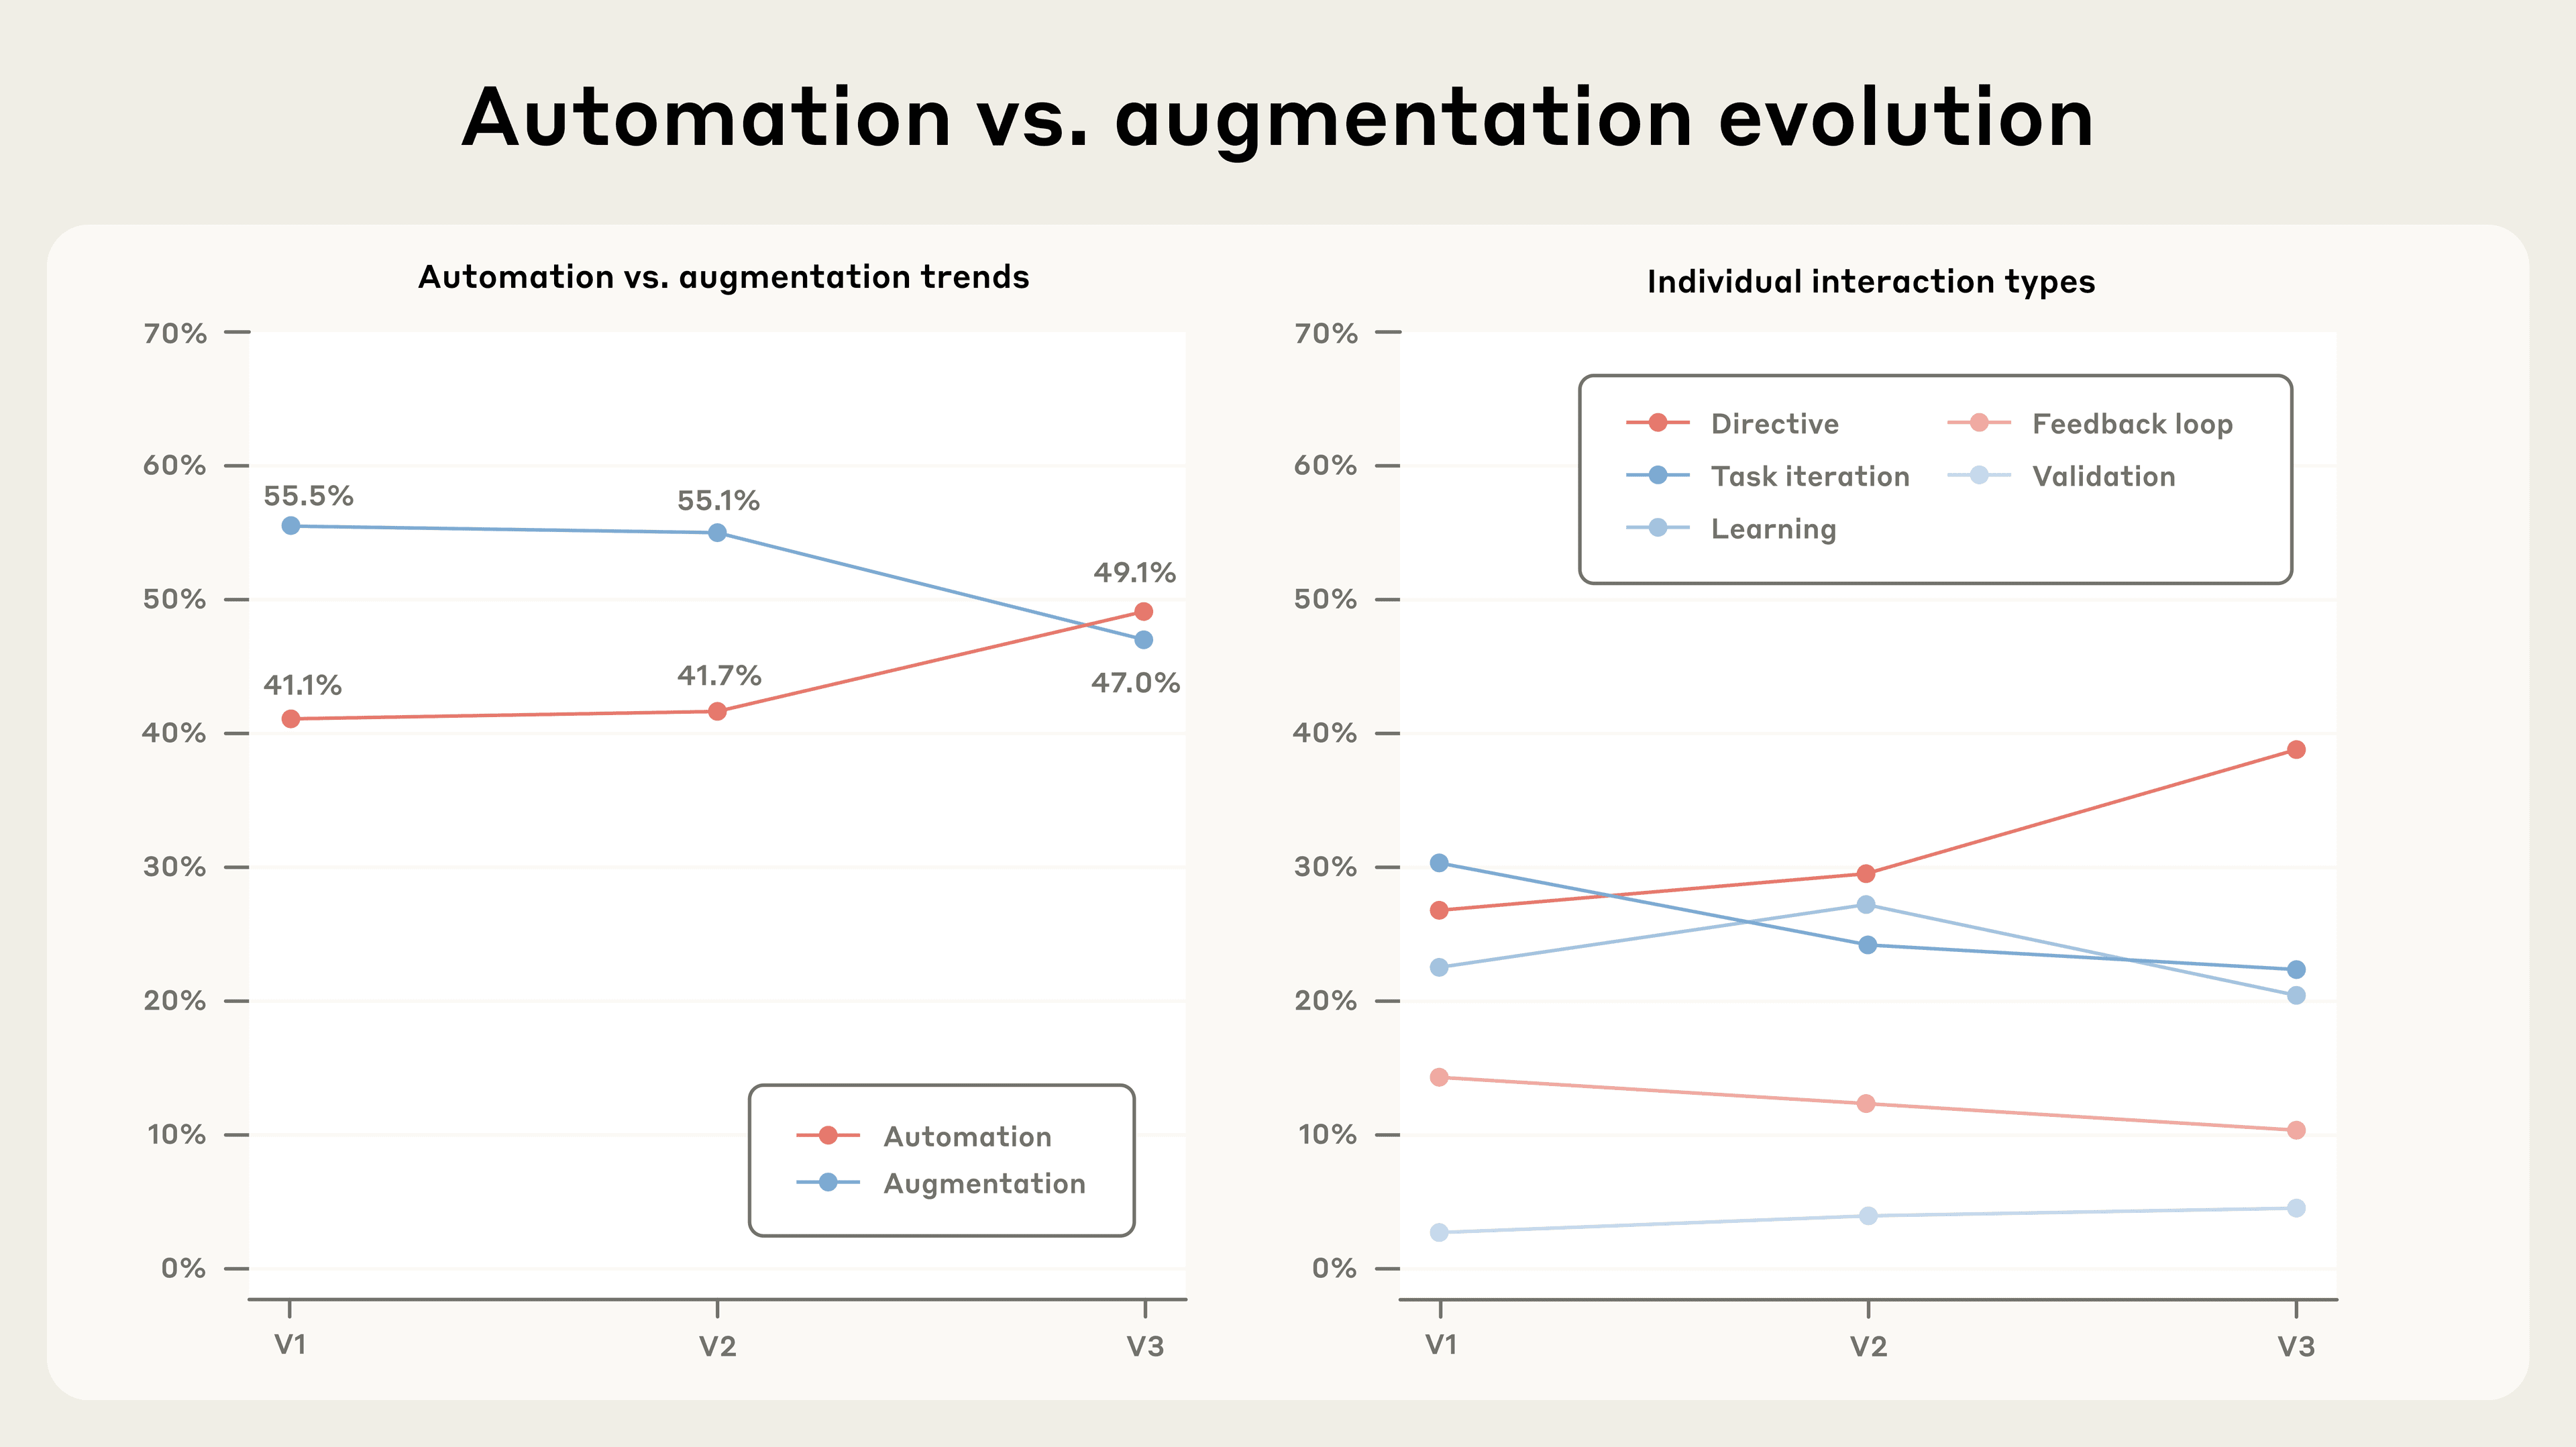 Automation vs. augmentation evolution
Automation vs. augmentation trends
70%
60%
50%
40%
30%
20%
10%
0%
55.5%
55.1%
49.1%
41.1%
41.7%
47.0%
Automation
Augmentation
V1
V2
V3
Individual interaction types
70%
60%
50%
40%
30%
20%
10%
0%
Directive
Feedback loop
Task iteration
Validation
Learning
V1
V2
V3